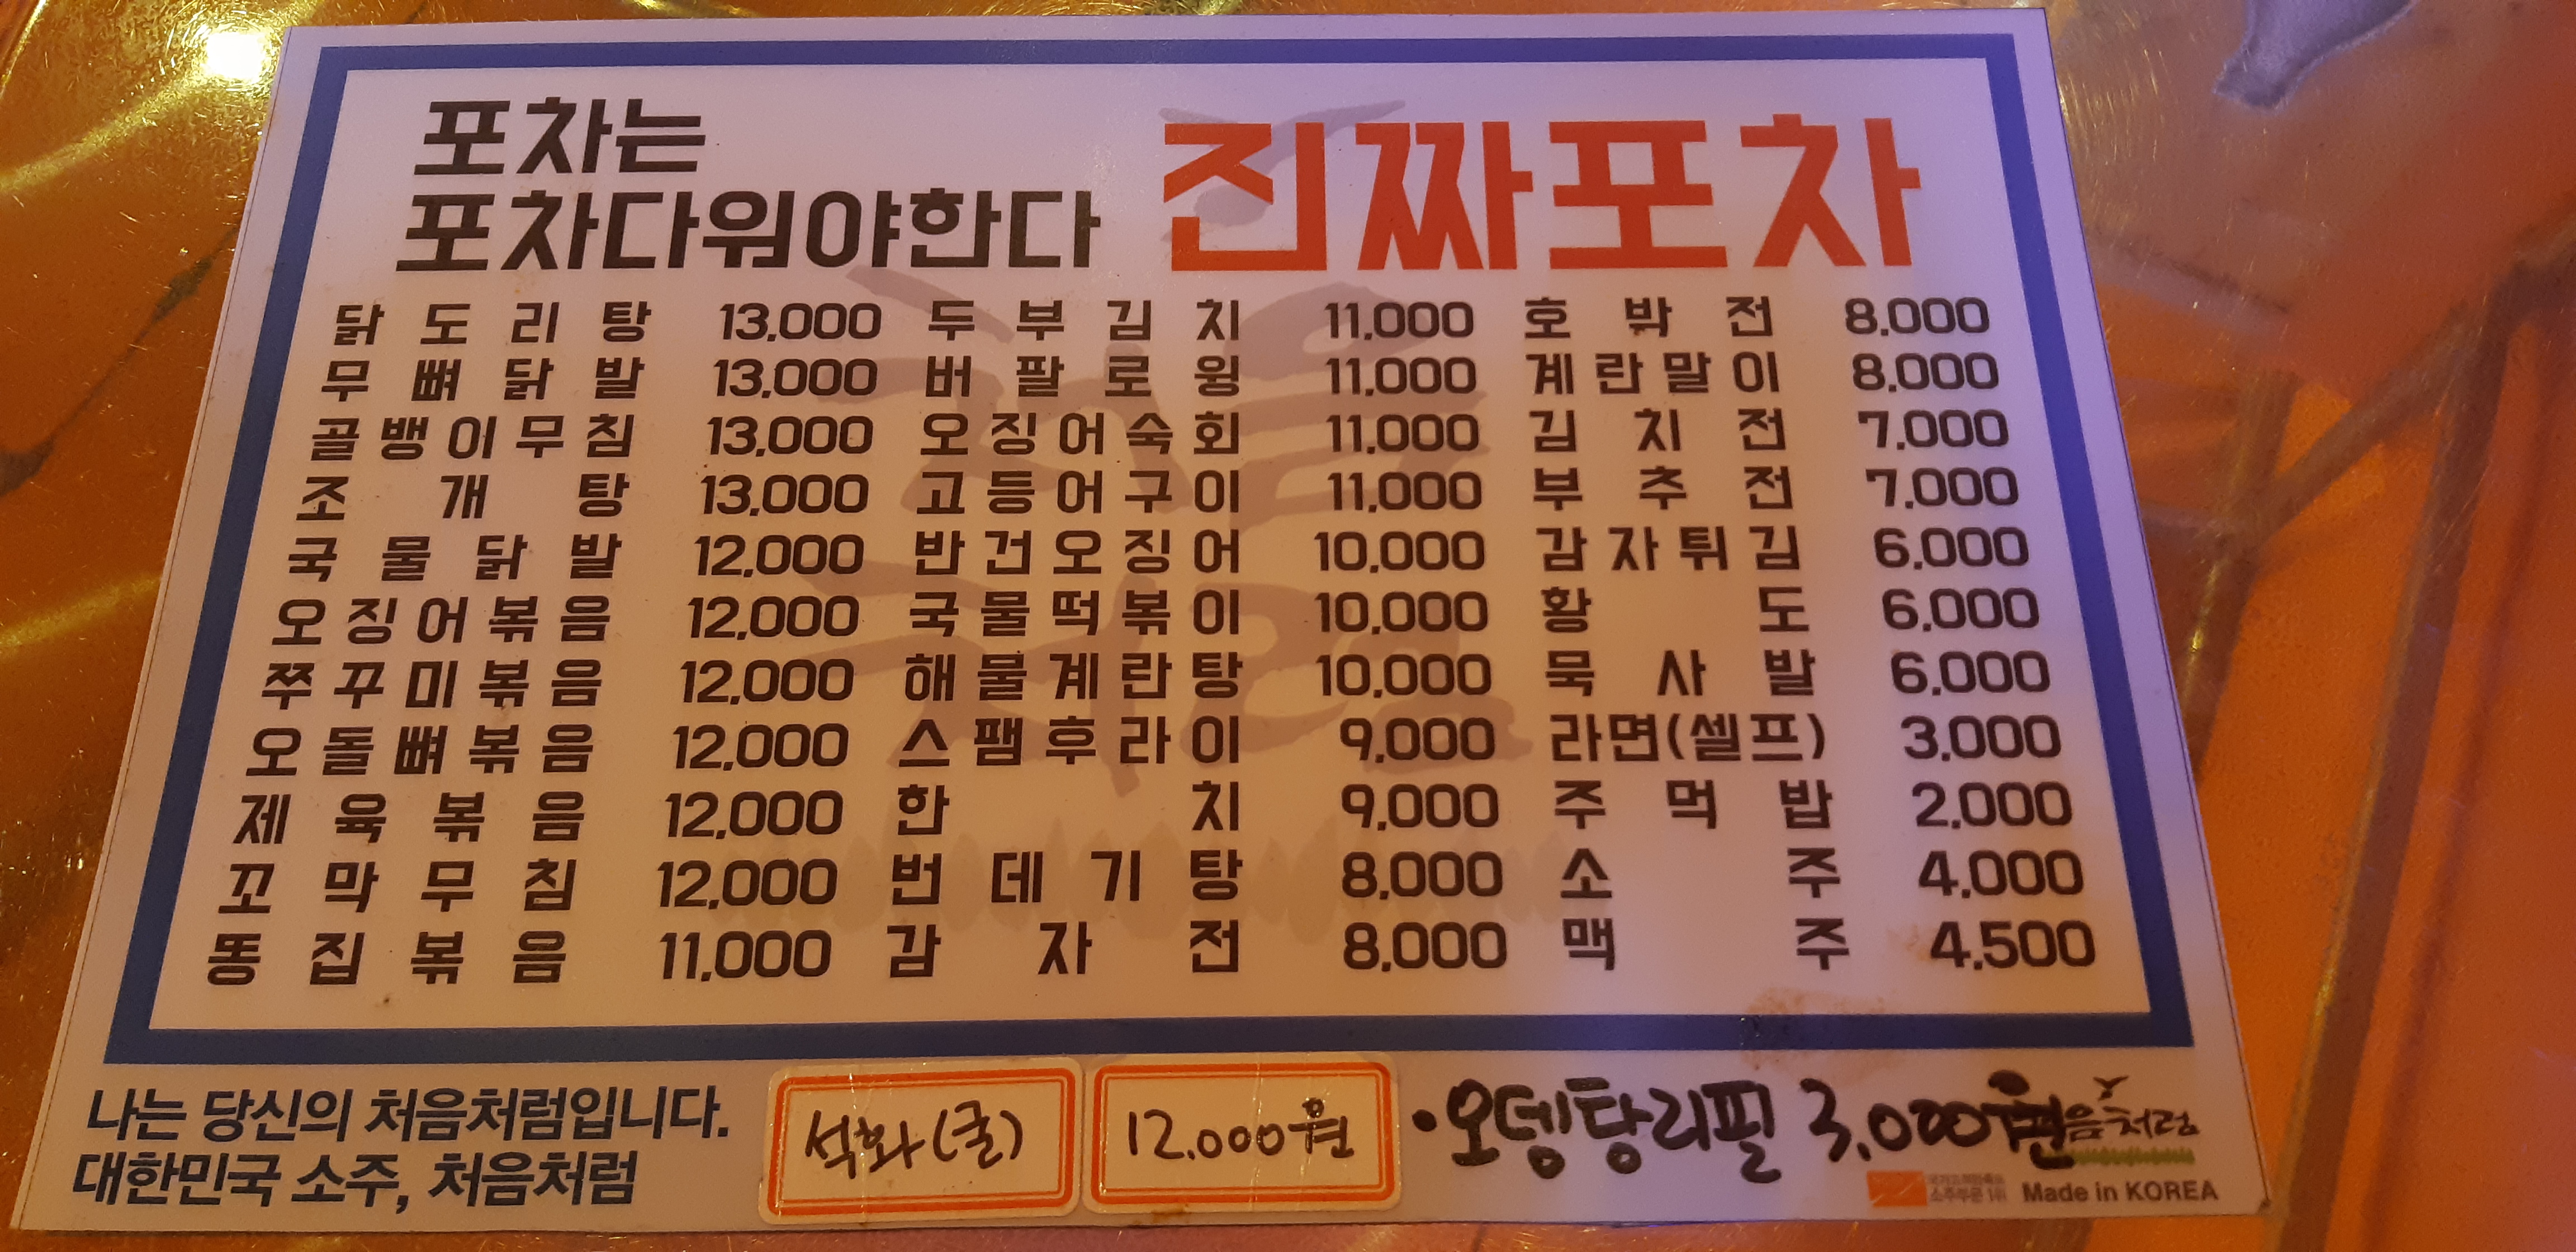 포차는
포차다워야한다
진짜포차
닭도리탕 13,000 두부김치 11,000 호박전 8,000
무뼈닭발 13,000 버팔로윙 11,000 계란말이 8,000
골뱅이무침 13,000 오징어숙회 11,000 김치전 7,000
조개탕 13,000 고등어구이 11,000 부추전 7,000
국물닭발 12,000 반건오징어 10,000 감자튀김 6,000
오징어볶음 12,000 국물떡볶이 10,000 황도 6,000
쭈꾸미볶음 12,000 해물계란탕 10,000 묵사발 6,000
오돌뼈볶음 12,000 스팸후라이 9,000 라면(셀프) 3,000
제육볶음 12,000 한치 9,000 주먹밥 2,000
꼬막무침 12,000 번데기탕 8,000 소주 4,000
똥집볶음 11,000 감자전 8,000 맥주 4,500
나는 당신의 처음처럼입니다.
대한민국 소주, 처음처럼
석화(굴) 12,000원
·오뎅탕리필 3,000원
음처럼
소주부문 1위 Made in KOREA